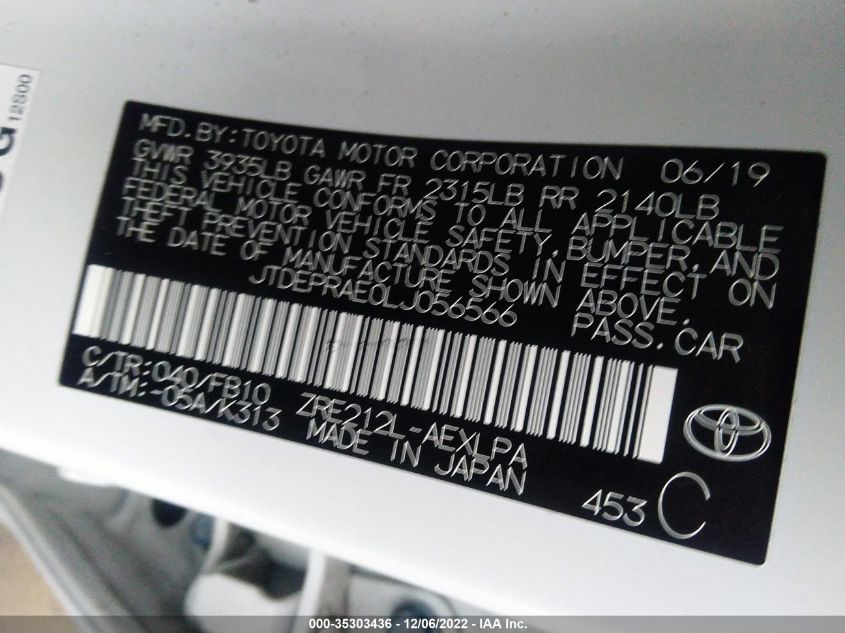 G 12S00
MFD.BY:TOYOTA MOTOR CORPORATION 06/19
GVWR 3935LB GAWR FR 2315LB RR 2140LB
THIS VEHICLE CONFORMS TO ALL APPLICABLE
FEDERAL MOTOR VEHICLE SAFETY,BUMPER,AND
THEFT PREVENTION STANDARDS IN EFFECT ON
THE DATE OF MANUFACTURE SHOWN ABOVE.
JTDEPRAE0LJ056566 PASS.CAR
C/TR:040/FB10 ZRE212L-AEXLPA
A/TM:-05A/K313 MADE IN JAPAN
453 C
000-35303436 - 12/06/2022 - IAA Inc.